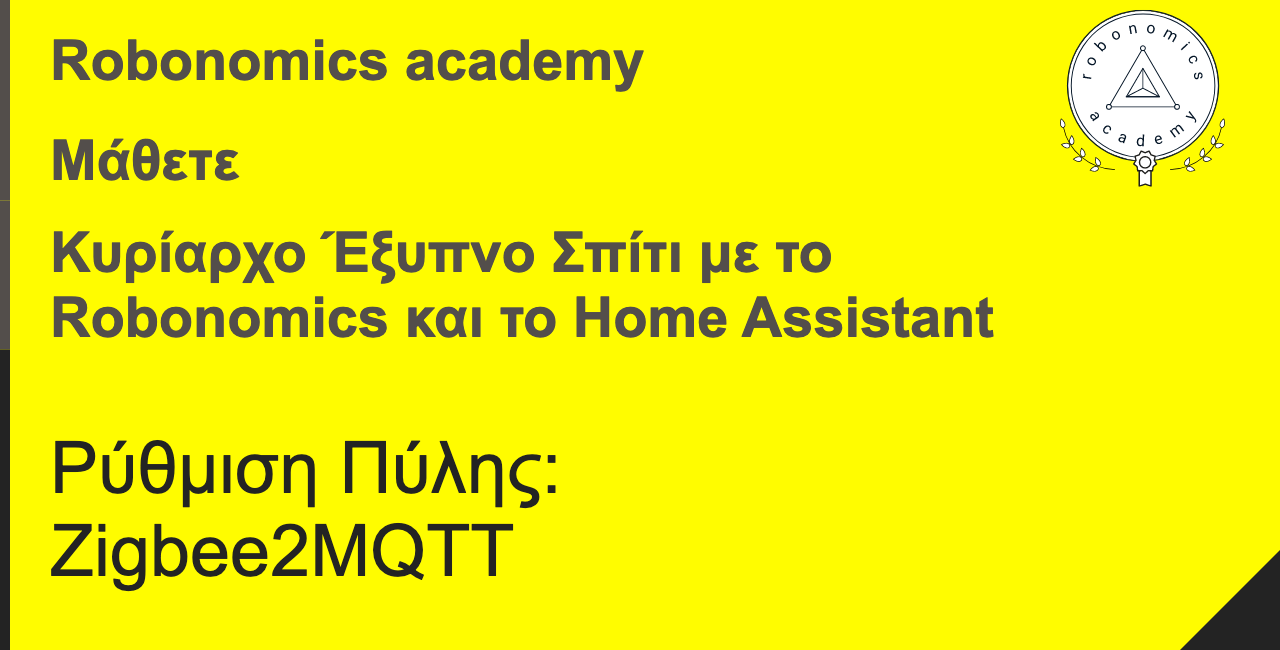 Robonomics academy
Μάθετε
Κυρίαρχο Έξυπνο Σπίτι με το
Robonomics και το Home Assistant
Ρύθμιση Πύλης:
Zigbee2MQTT
robonomics
academy